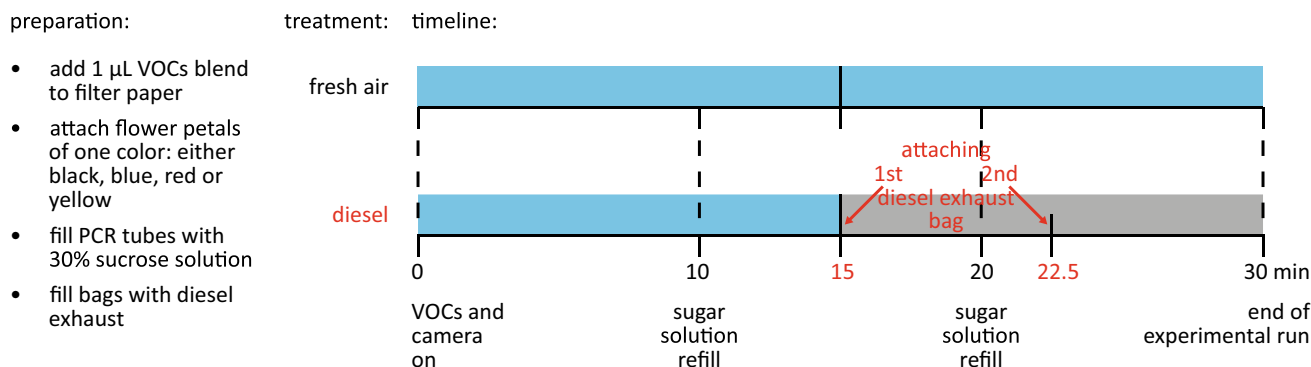 preparation:
• add 1 µL VOCs blend
to filter paper
• attach flower petals
of one color: either
black, blue, red or
yellow
• fill PCR tubes with
30% sucrose solution
• fill bags with diesel
exhaust
treatment:
timeline:
fresh air
diesel
attaching
1st 2nd
diesel exhaust
bag
0 10 15 20 22.5 30 min
VOCs and
camera
on
sugar
solution
refill
sugar
solution
refill
end of
experimental run